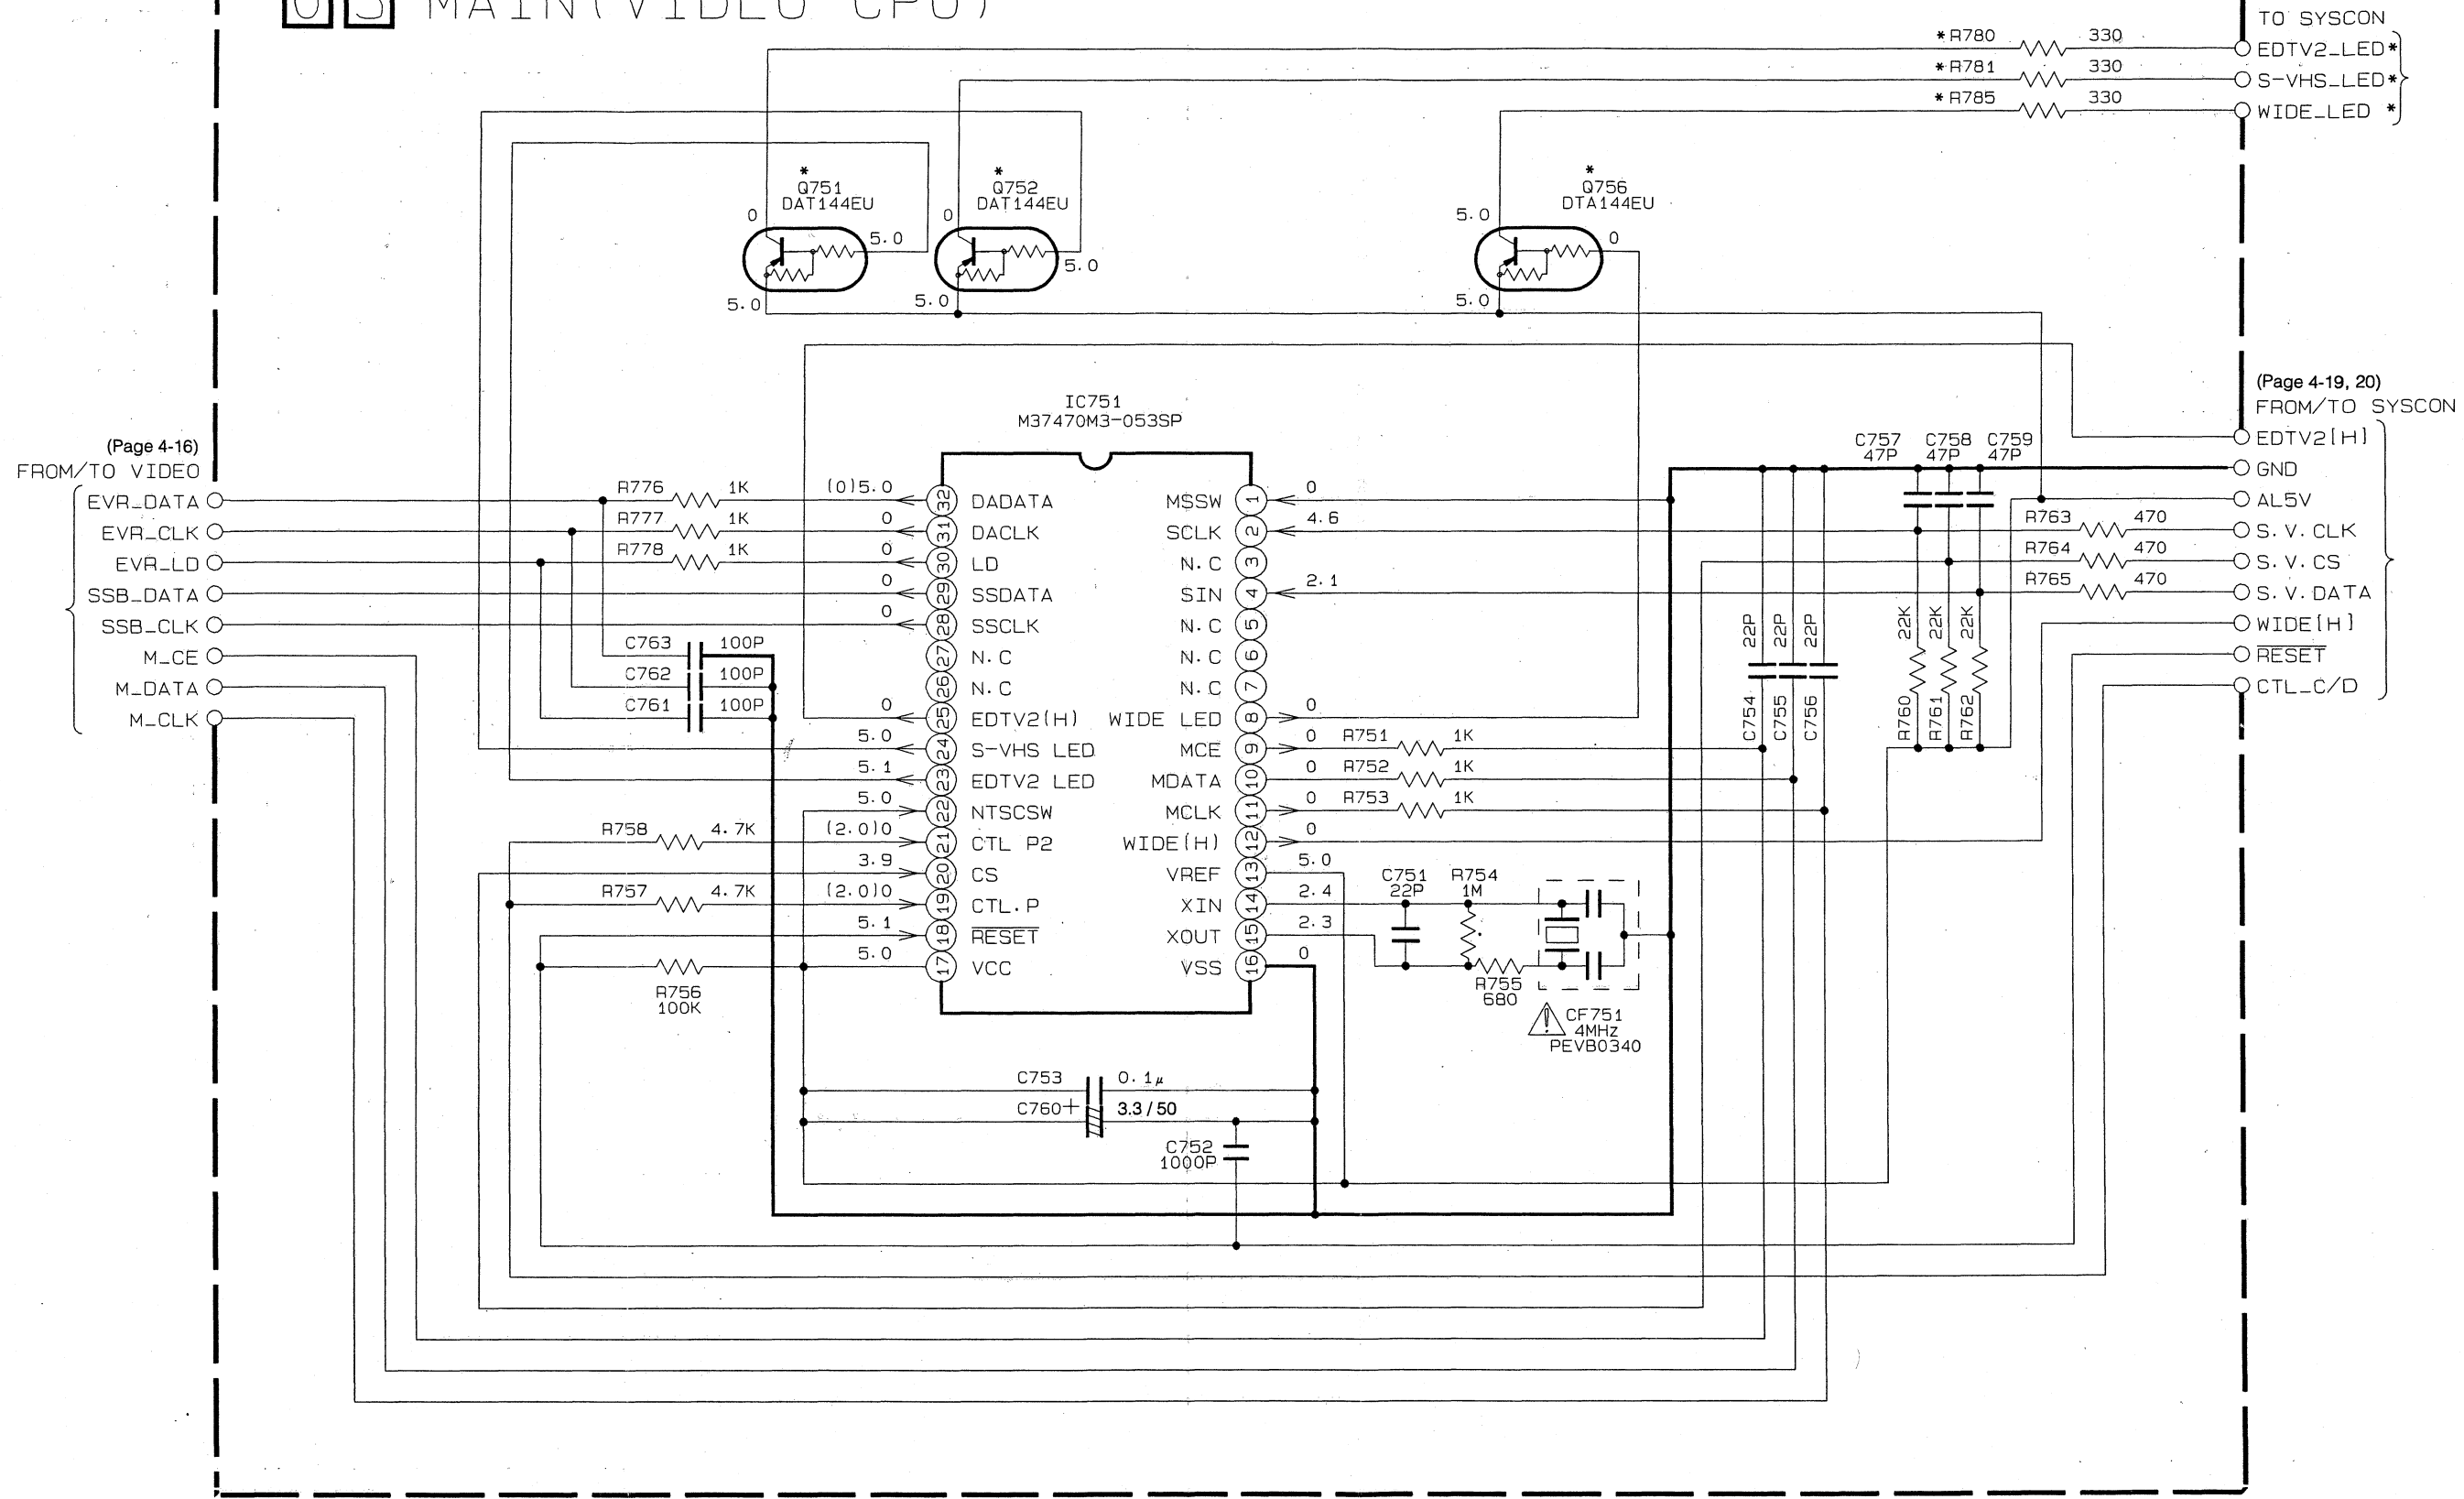 03 MAIN(VIDEO CPU)
TO SYSCON
*R780 330 EDTV2_LED*
*R781 330 S-VHS_LED*
*R785 330 WIDE_LED *
* * *
Q751 Q752 Q756
DAT144EU DAT144EU DTA144EU
0 0 5.0
5.0 5.0 0
5.0 5.0 5.0
(Page 4-19, 20)
FROM/TO SYSCON
EDTV2(H)
GND
AL5V
S.V.CLK
S.V.CS
S.V.DATA
WIDE(H)
RESET
CTL_C/D
(Page 4-16)
FROM/TO VIDEO
EVR_DATA
EVR_CLK
EVR_LD
SSB_DATA
SSB_CLK
M_CE
M_DATA
M_CLK
IC751
M37470M3-053SP
R776 1K (0)5.0 32 DADATA
R777 1K 0 31 DACLK
R778 1K 0 30 LD
0 29 SSDATA
0 28 SSCLK
C763 100P 27 N.C
C762 100P 26 N.C
C761 100P 0 25 EDTV2(H)
5.0 24 S-VHS LED
5.1 23 EDTV2 LED
5.0 22 NTSCSW
R758 4.7K (2.0)0 21 CTL P2
3.9 20 CS
R757 4.7K (2.0)0 19 CTL.P
5.1 18 RESET
5.0 17 VCC
R756
100K
MSSW 1 0
SCLK 2 4.6
N.C 3
SIN 4 2.1
N.C 5
N.C 6
N.C 7
WIDE LED 8 0
MCE 9 0 R751 1K
MDATA 10 0 R752 1K
MCLK 11 0 R753 1K
WIDE(H) 12 0
VREF 13 5.0
XIN 14 2.4
XOUT 15 2.3
VSS 16 0
C751 R754
22P 1M
R755
680
CF751
4MHz
PEVB0340
C757 C758 C759
47P 47P 47P
R763 470
R764 470
R765 470
22P 22P 22P
C754 C755 C756
22K 22K 22K
R760 R761 R762
C753 0.1μ
C760+ 3.3/50
C752
1000P